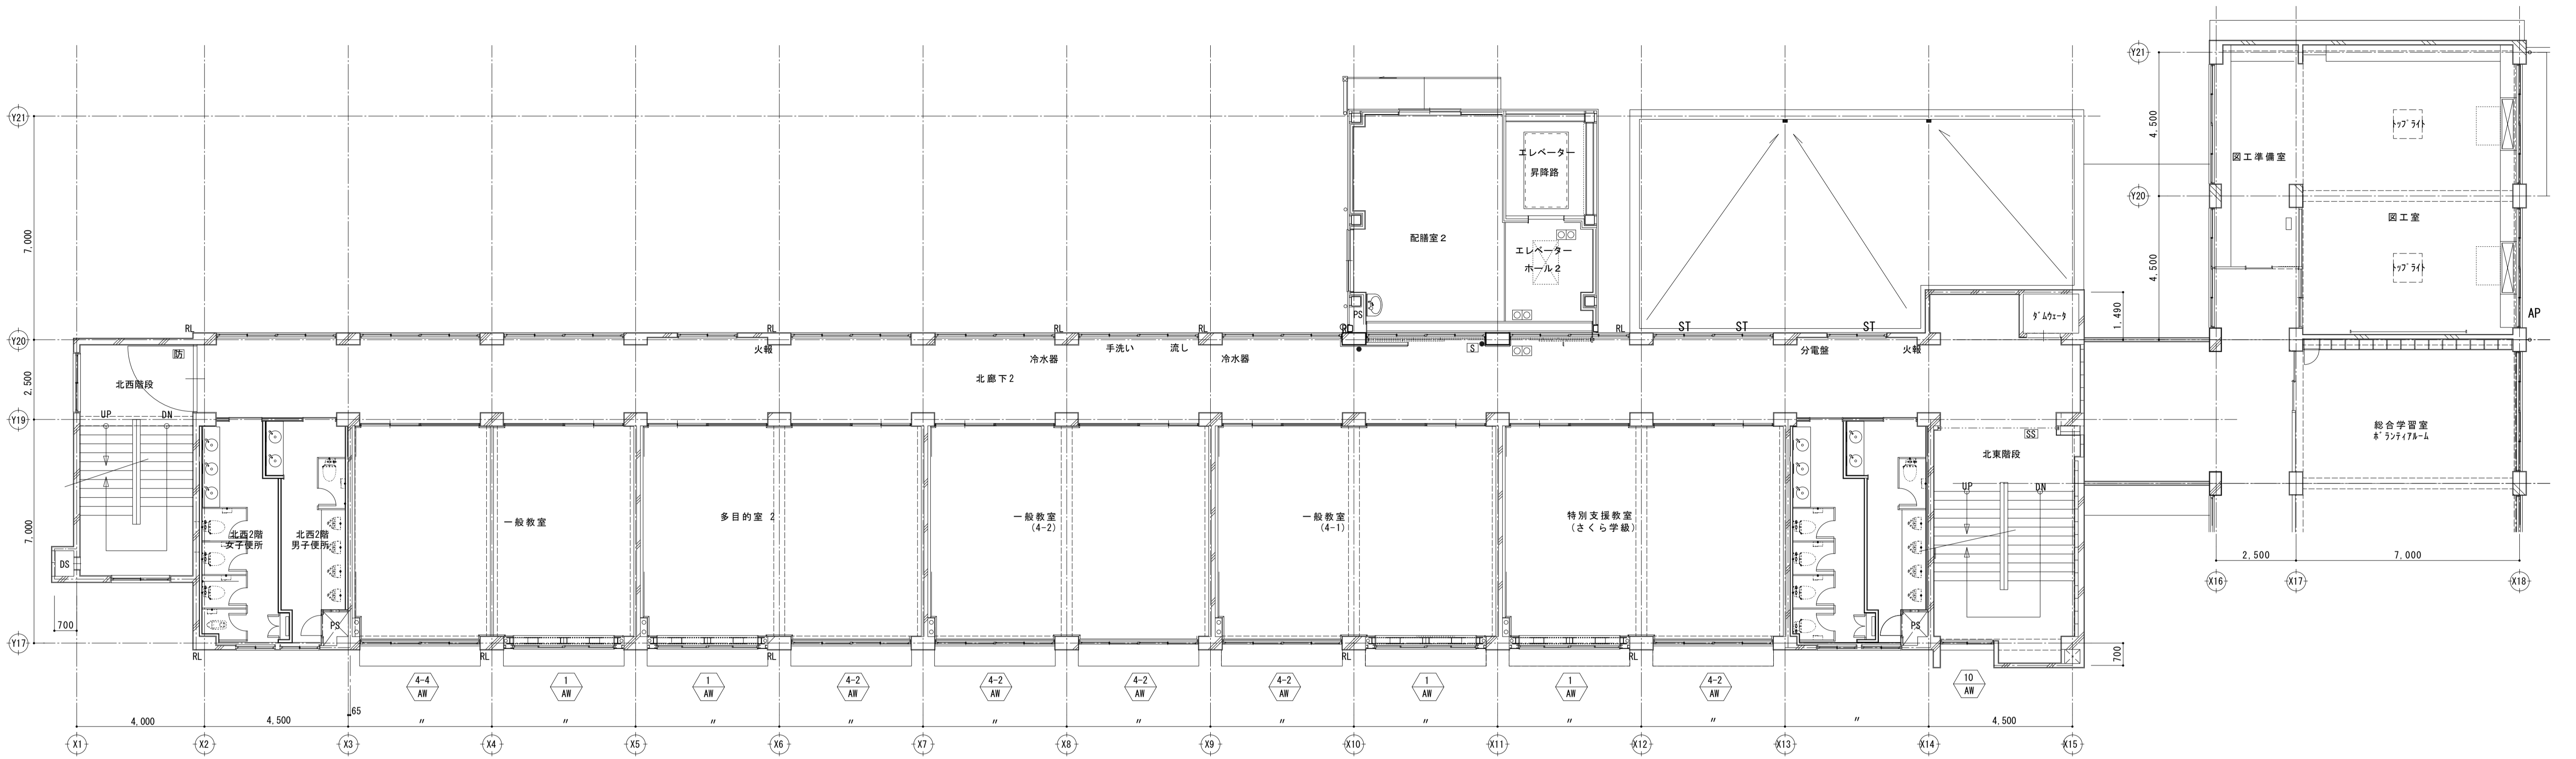 Y21
Y21
4,500
トップライト
エレベーター
昇降路
図工準備室
Y20
図工室
7,000
配膳室2
エレベーター
ホール2
4,500
トップライト
PS
ダムウェータ
1,490
AP
RL
RL
RL
RL
RL
RL
ST
ST
ST
Y20
防
火報
冷水器
手洗い
流し
冷水器
S
分電盤
火報
2,500
北西階段
北廊下2
UP
DN
Y19
SS
総合学習室
ボランティアルーム
北東階段
UP
DN
7,000
一般教室
多目的室 2
一般教室
(4-2)
一般教室
(4-1)
特別支援教室
(さくら学級)
北西2階
女子便所
北西2階
男子便所
DS
2,500
7,000
X16
X17
X18
700
PS
PS
Y17
RL
RL
RL
RL
RL
700
4-4
AW
1
AW
1
AW
4-2
AW
4-2
AW
4-2
AW
4-2
AW
1
AW
1
AW
4-2
AW
10
AW
65
4,000
4,500
〃
〃
〃
〃
〃
〃
〃
〃
〃
〃
〃
4,500
X1
X2
X3
X4
X5
X6
X7
X8
X9
X10
X11
X12
X13
X14
X15